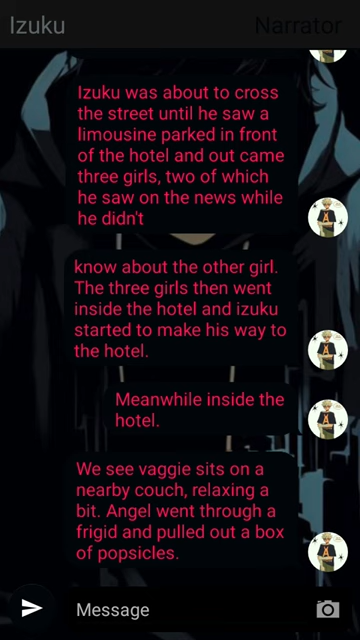 Izuku
Narrator
Izuku was about to cross
the street until he saw a
limousine parked in front
of the hotel and out came
three girls, two of which
he saw on the news while
he didn't
know about the other girl.
The three girls then went
inside the hotel and izuku
started to make his way to
the hotel.
Meanwhile inside the
hotel.
We see vaggie sits on a
nearby couch, relaxing a
bit. Angel went through a
frigid and pulled out a box
of popsicles.
Message